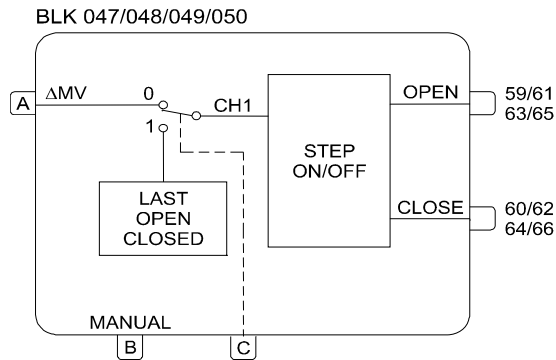 BLK 047/048/049/050
A
ΔMV
0
CH1
1
LAST
OPEN
CLOSED
STEP
ON/OFF
OPEN
59/61
63/65
CLOSE
60/62
64/66
MANUAL
B
C